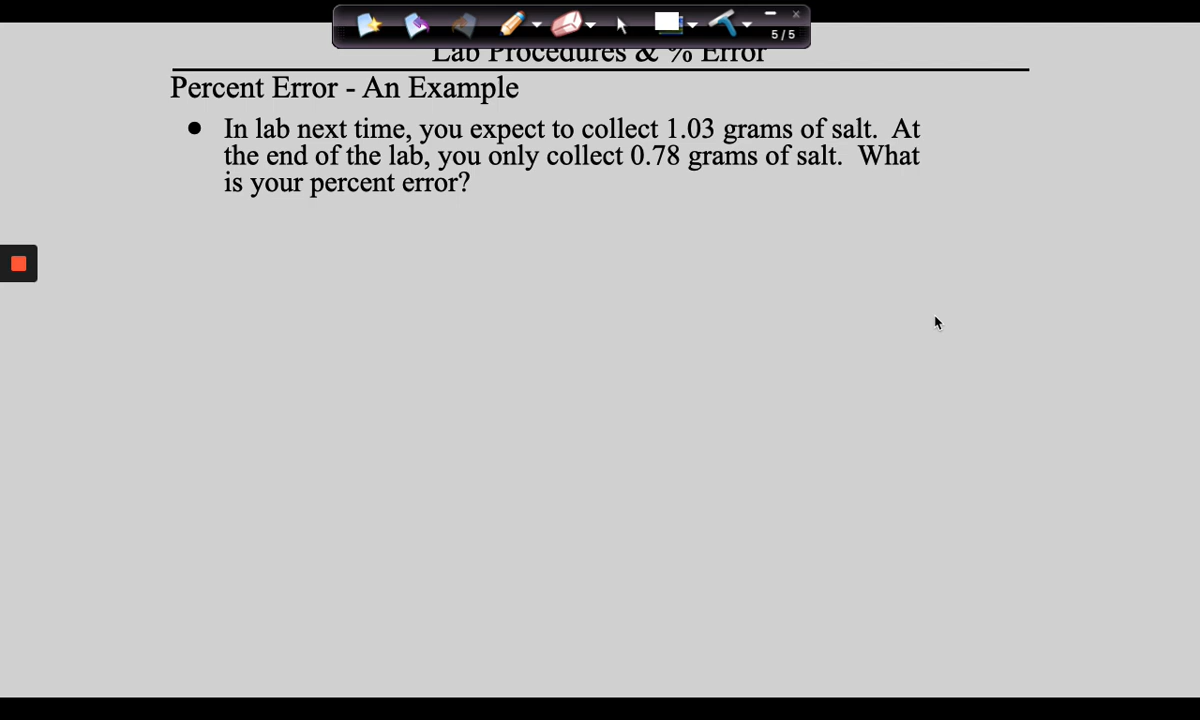 5/5
Lab Procedures & % Error
Percent Error - An Example
● In lab next time, you expect to collect 1.03 grams of salt. At
the end of the lab, you only collect 0.78 grams of salt. What
is your percent error?